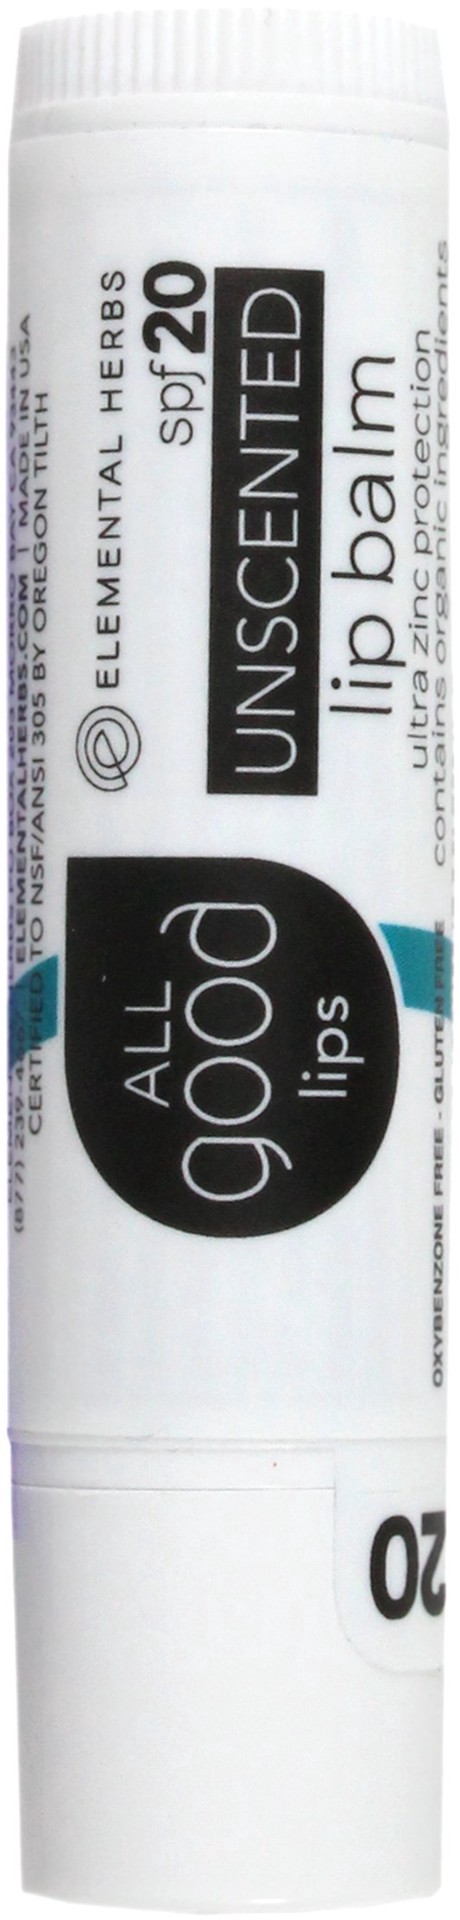 ALL
good
lips
ELEMENTAL HERBS
spf20
UNSCENTED
lip balm
ultra zinc protection
contains organic ingredients
OXYBENZONE FREE - GLUTEN FREE
ELEMENTALHERBS.COM | MADE IN USA
CERTIFIED TO NSF/ANSI 305 BY OREGON TILTH
20